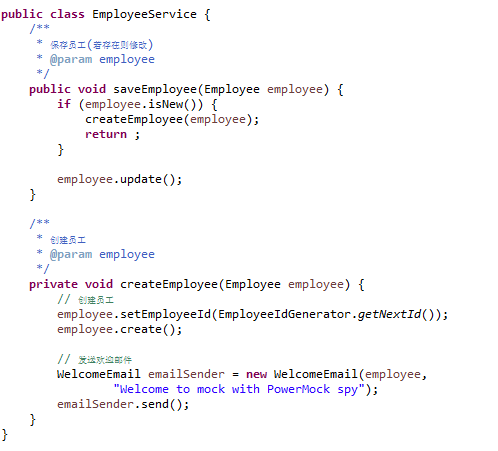 public class EmployeeService {
/**
* 保存员工(若存在则修改)
* @param employee
*/
public void saveEmployee(Employee employee) {
if (employee.isNew()) {
createEmployee(employee);
return ;
}
employee.update();
}
/**
* 创建员工
* @param employee
*/
private void createEmployee(Employee employee) {
// 创建员工
employee.setEmployeeId(EmployeeIdGenerator.getNextId());
employee.create();
// 发送欢迎邮件
WelcomeEmail emailSender = new WelcomeEmail(employee,
"Welcome to mock with PowerMock spy");
emailSender.send();
}
}